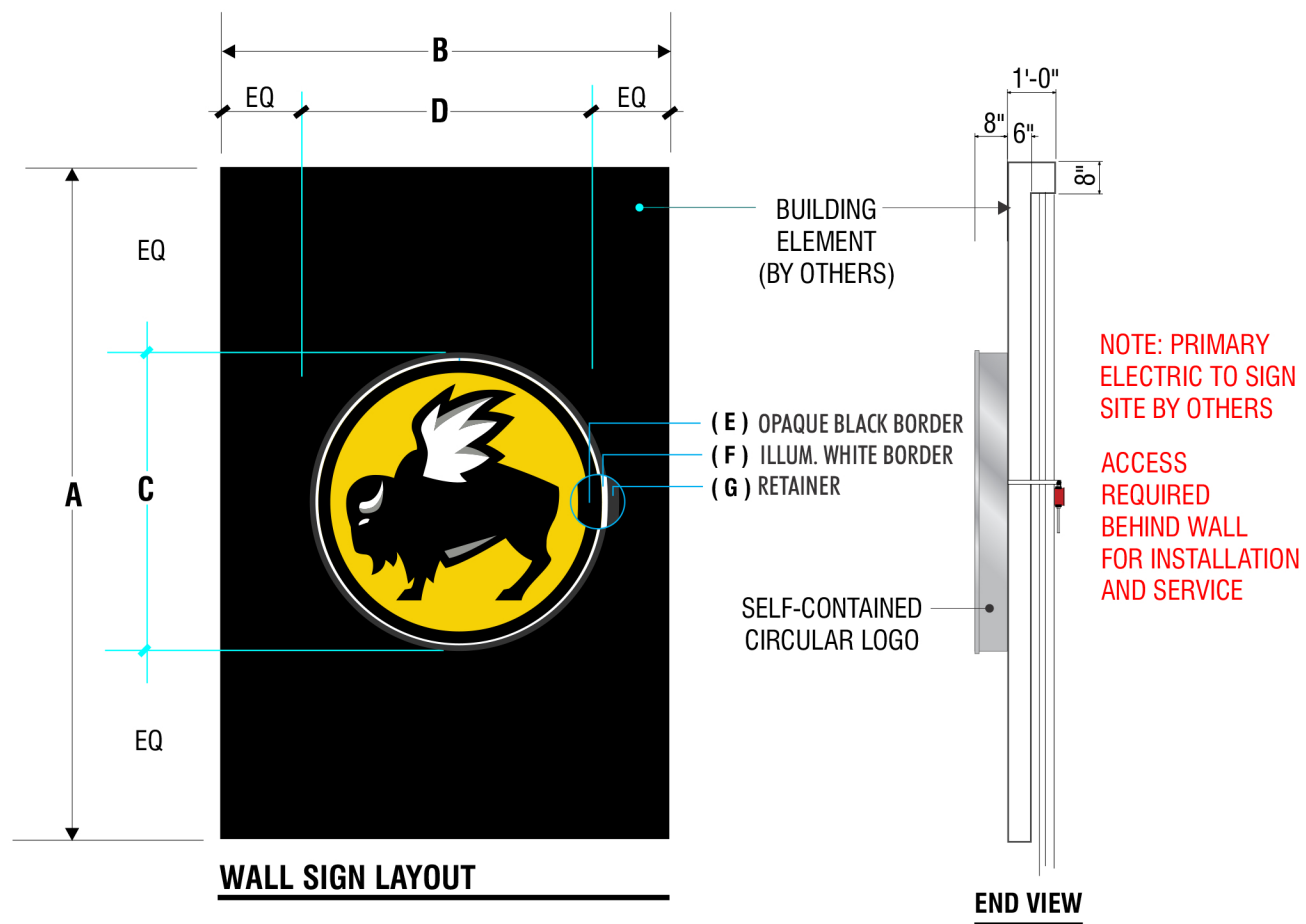 B
EQ
D
EQ
A
EQ
C
EQ
BUILDING
ELEMENT
(BY OTHERS)
( E ) OPAQUE BLACK BORDER
( F ) ILLUM. WHITE BORDER
( G ) RETAINER
SELF-CONTAINED
CIRCULAR LOGO
WALL SIGN LAYOUT
1'-0"
8"
6"
8"
NOTE: PRIMARY
ELECTRIC TO SIGN
SITE BY OTHERS
ACCESS
REQUIRED
BEHIND WALL
FOR INSTALLATION
AND SERVICE
END VIEW